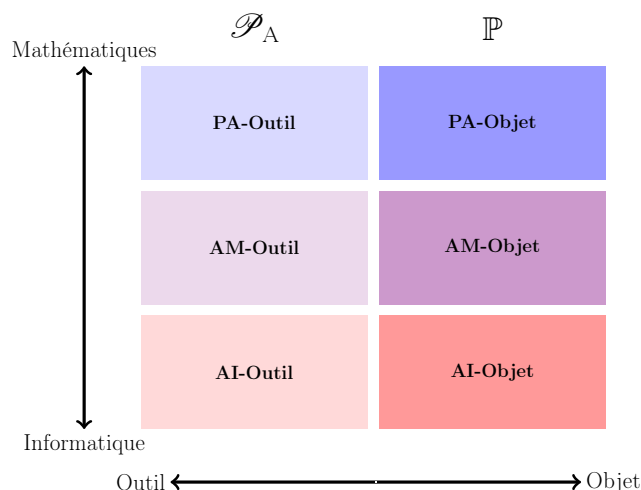 𝒫A ℙ
Mathématiques
PA-Outil PA-Objet
AM-Outil AM-Objet
AI-Outil AI-Objet
Informatique
Outil Objet